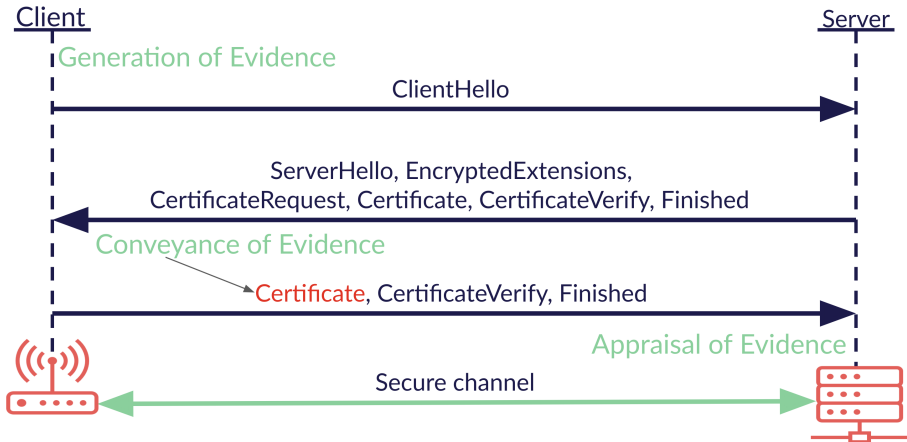 Client
Server
Generation of Evidence
ClientHello
ServerHello, EncryptedExtensions,
CertificateRequest, Certificate, CertificateVerify, Finished
Conveyance of Evidence
Certificate, CertificateVerify, Finished
Appraisal of Evidence
Secure channel